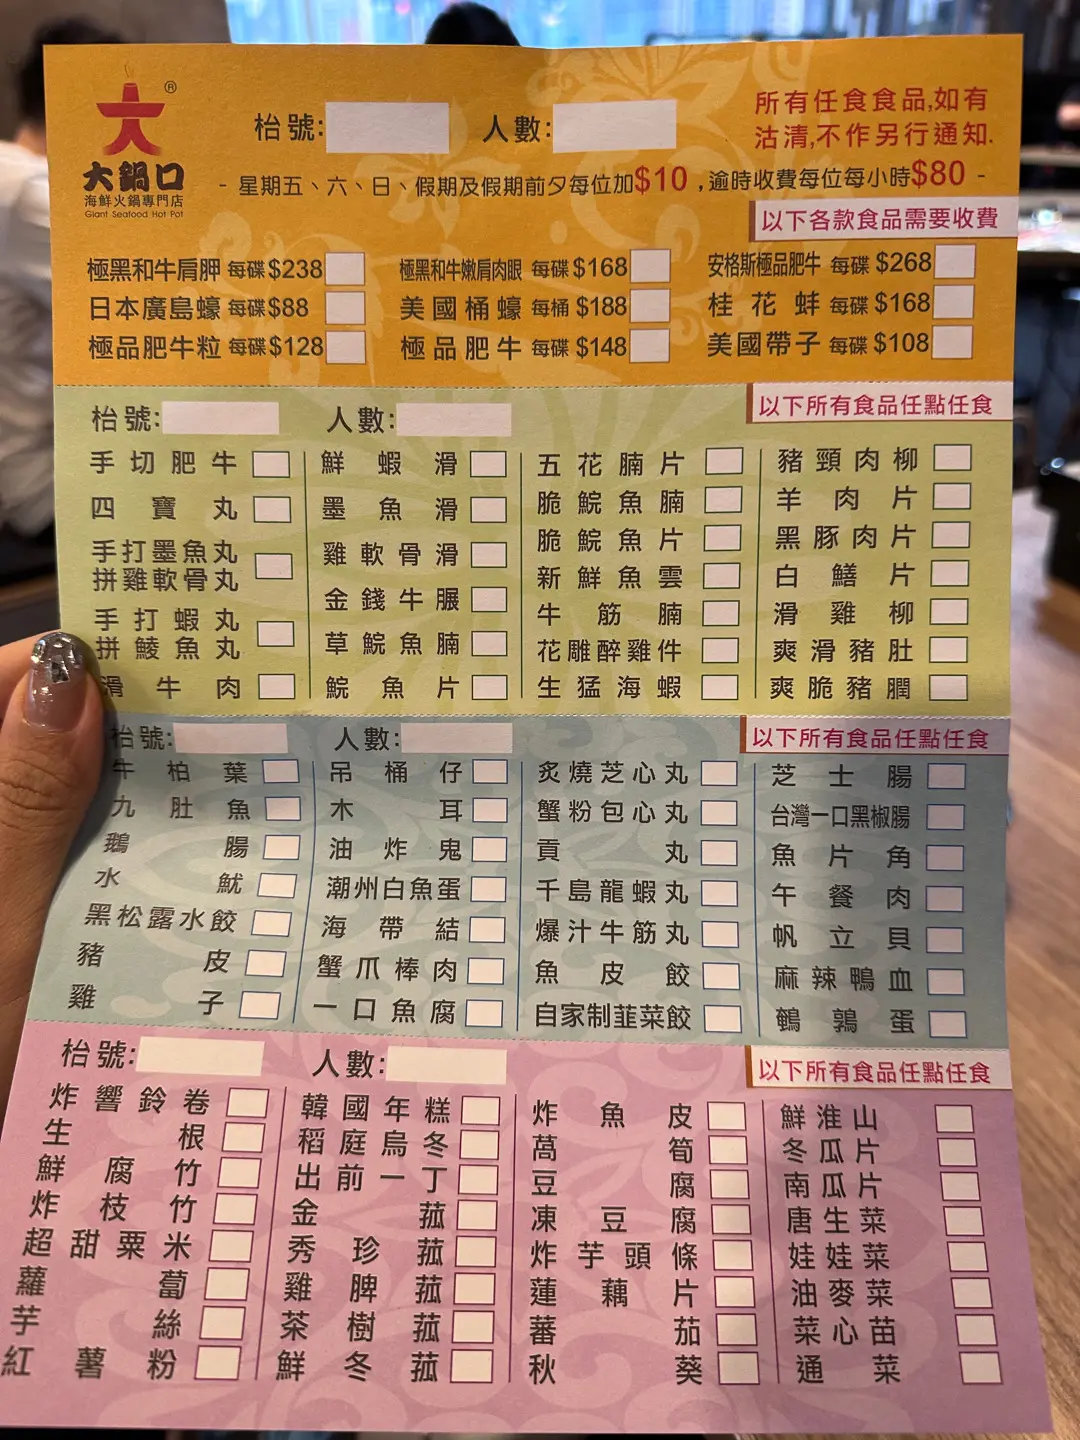 大
®
大鍋口
海鮮火鍋專門店
Giant Seafood Hot Pot
枱號:
人數:
所有任食食品,如有
沽清,不作另行通知.
- 星期五、六、日、假期及假期前夕每位加$10 ,逾時收費每位每小時$80 -
以下各款食品需要收費
極黑和牛肩胛 每碟 $238
極黑和牛嫩肩肉眼 每碟 $168
安格斯極品肥牛 每碟 $268
日本廣島蠔 每碟 $88
美國桶蠔 每桶 $188
桂花蚌 每碟 $168
極品肥牛粒 每碟 $128
極品肥牛 每碟 $148
美國帶子 每碟 $108
枱號:
人數:
以下所有食品任點任食
手切肥牛
四寶丸
手打墨魚丸
拼雞軟骨丸
手打蝦丸
拼鯪魚丸
滑牛肉
鮮蝦滑
墨魚滑
雞軟骨滑
金錢牛𦟌
草鯇魚腩
鯇魚片
五花腩片
脆鯇魚腩
脆鯇魚片
新鮮魚雲
牛筋腩
花雕醉雞件
生猛海蝦
豬頸肉柳
羊肉片
黑豚肉片
白鱔片
滑雞柳
爽滑豬肚
爽脆豬膶
枱號:
人數:
以下所有食品任點任食
牛柏葉
九肚魚
鵝腸
水魷
黑松露水餃
豬皮
雞子
吊桶仔
木耳
油炸鬼
潮州白魚蛋
海帶結
蟹爪棒肉
一口魚腐
炙燒芝心丸
蟹粉包心丸
貢丸
千島龍蝦丸
爆汁牛筋丸
魚皮餃
自家制韮菜餃
芝士腸
台灣一口黑椒腸
魚片角
午餐肉
帆立貝
麻辣鴨血
鵪鶉蛋
枱號:
人數:
以下所有食品任點任食
炸響鈴卷
生根
鮮腐竹
炸枝竹
超甜粟米
蘿蔔
芋絲
紅薯粉
韓國年糕
稻庭烏冬
出前一丁
金菰
秀珍菰
雞脾菰
茶樹菰
鮮冬菰
炸魚皮
萵筍
豆腐
凍豆腐
炸芋頭條
蓮藕片
蕃茄
秋葵
鮮淮山
冬瓜片
南瓜片
唐生菜
娃娃菜
油麥菜
菜心苗
通菜